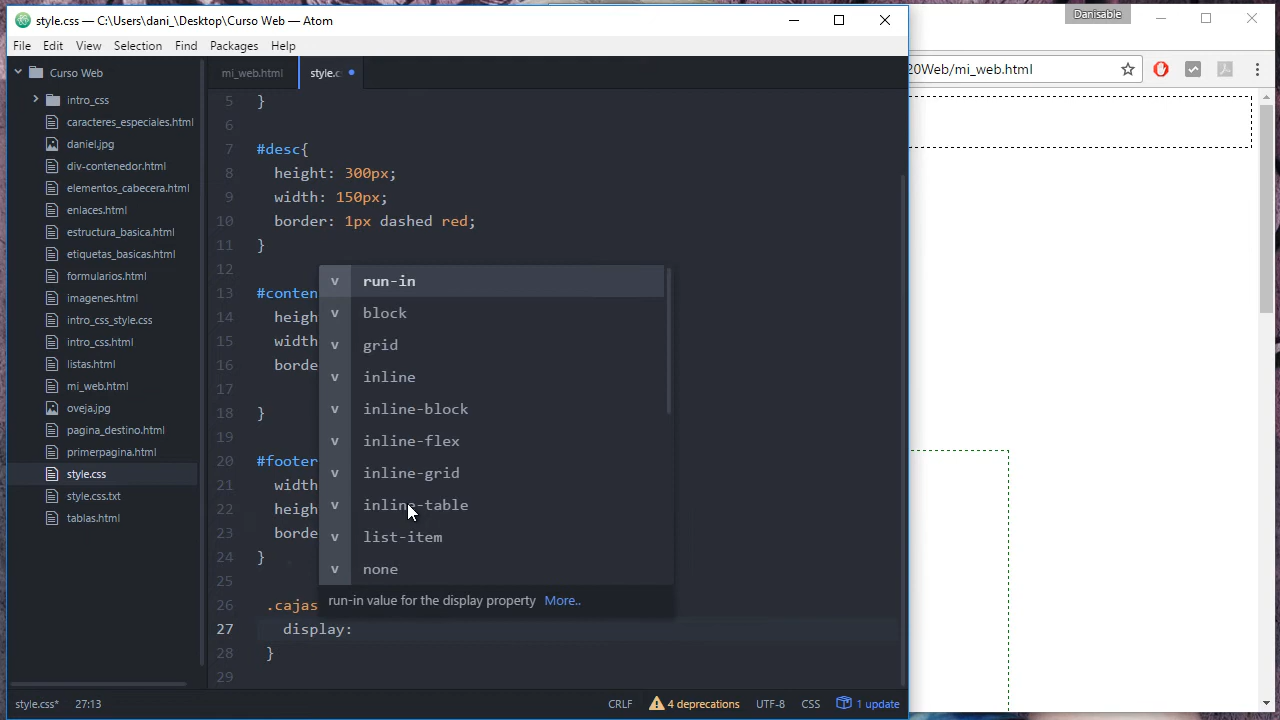 style.css — C:\Users\dani_\Desktop\Curso Web — Atom
File Edit View Selection Find Packages Help
Curso Web
intro_css
caracteres_especiales.html
daniel.jpg
div-contenedor.html
elementos_cabecera.html
enlaces.html
estructura_basica.html
etiquetas_basicas.html
formularios.html
imagenes.html
intro_css_style.css
intro_css.html
listas.html
mi_web.html
oveja.jpg
pagina_destino.html
primerpagina.html
style.css
style.css.txt
tablas.html
mi_web.html style.c
5 }
6
7 #desc{
8 height: 300px;
9 width: 150px;
10 border: 1px dashed red;
11 }
12
13 #conten
14 heigh
15 width
16 borde
17
18 }
19
20 #footer
21 width
22 heigh
23 borde
24 }
25
26 .cajas
27 display:
28 }
29
v run-in
v block
v grid
v inline
v inline-block
v inline-flex
v inline-grid
v inline-table
v list-item
v none
run-in value for the display property More..
style.css* 27:13 CRLF 4 deprecations UTF-8 CSS 1 update
Danisable
20Web/mi_web.html